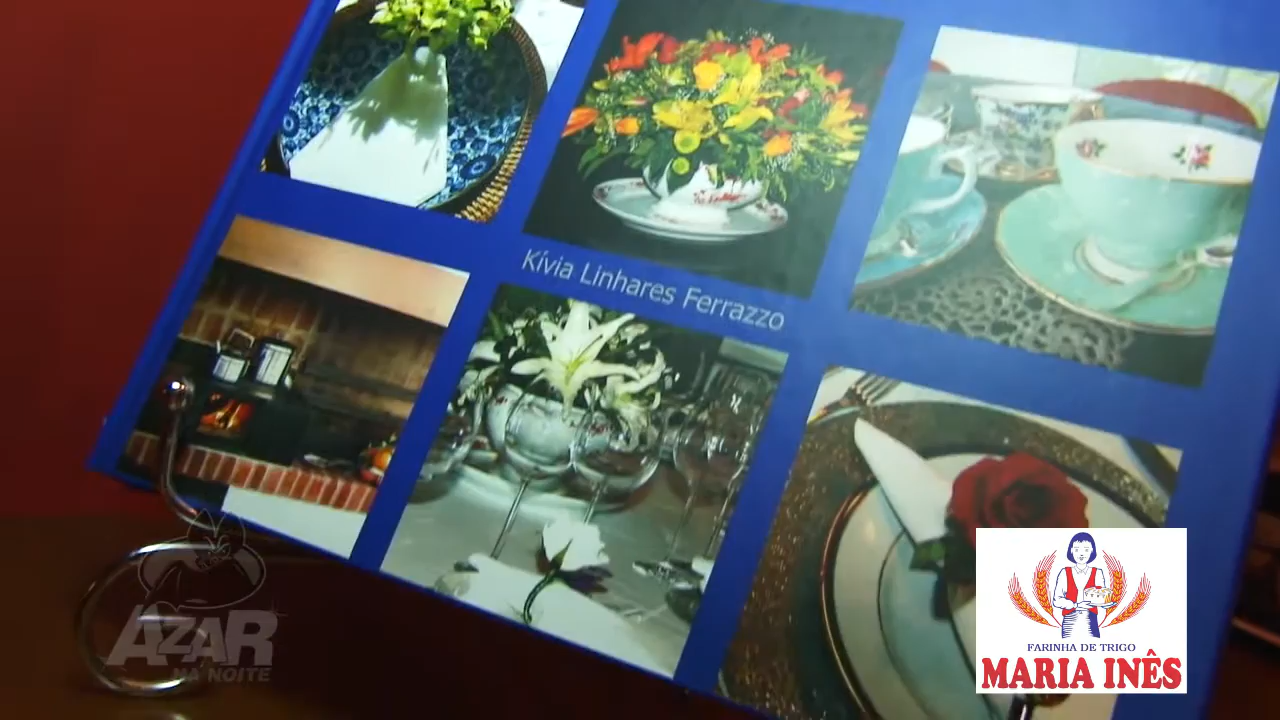 Kívia Linhares Ferrazzo
AZAR
NA NOITE
FARINHA DE TRIGO
MARIA INÊS